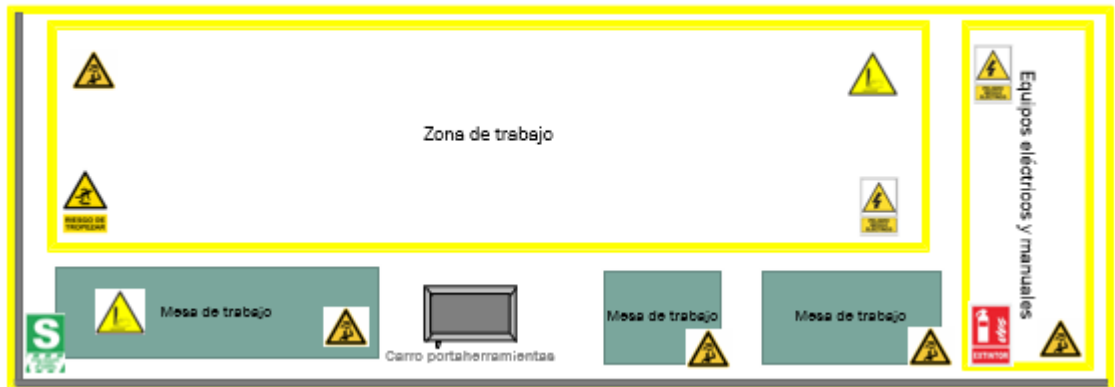 Zona de trabajo
RIESGO DE
TROPEZAR
Equipos eléctricos y manuales
Mesa de trabajo
Mesa de trabajo
Mesa de trabajo
Carro portaherramientas
S
EXTINTOR